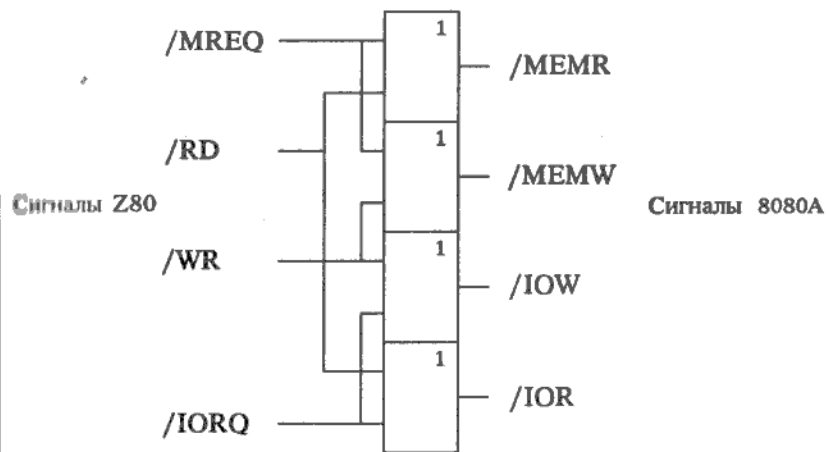 /MREQ
1
/MEMR
/RD
1
/MEMW
Сигналы Z80
Сигналы 8080A
/WR
1
/IOW
1
/IOR
/IORQ